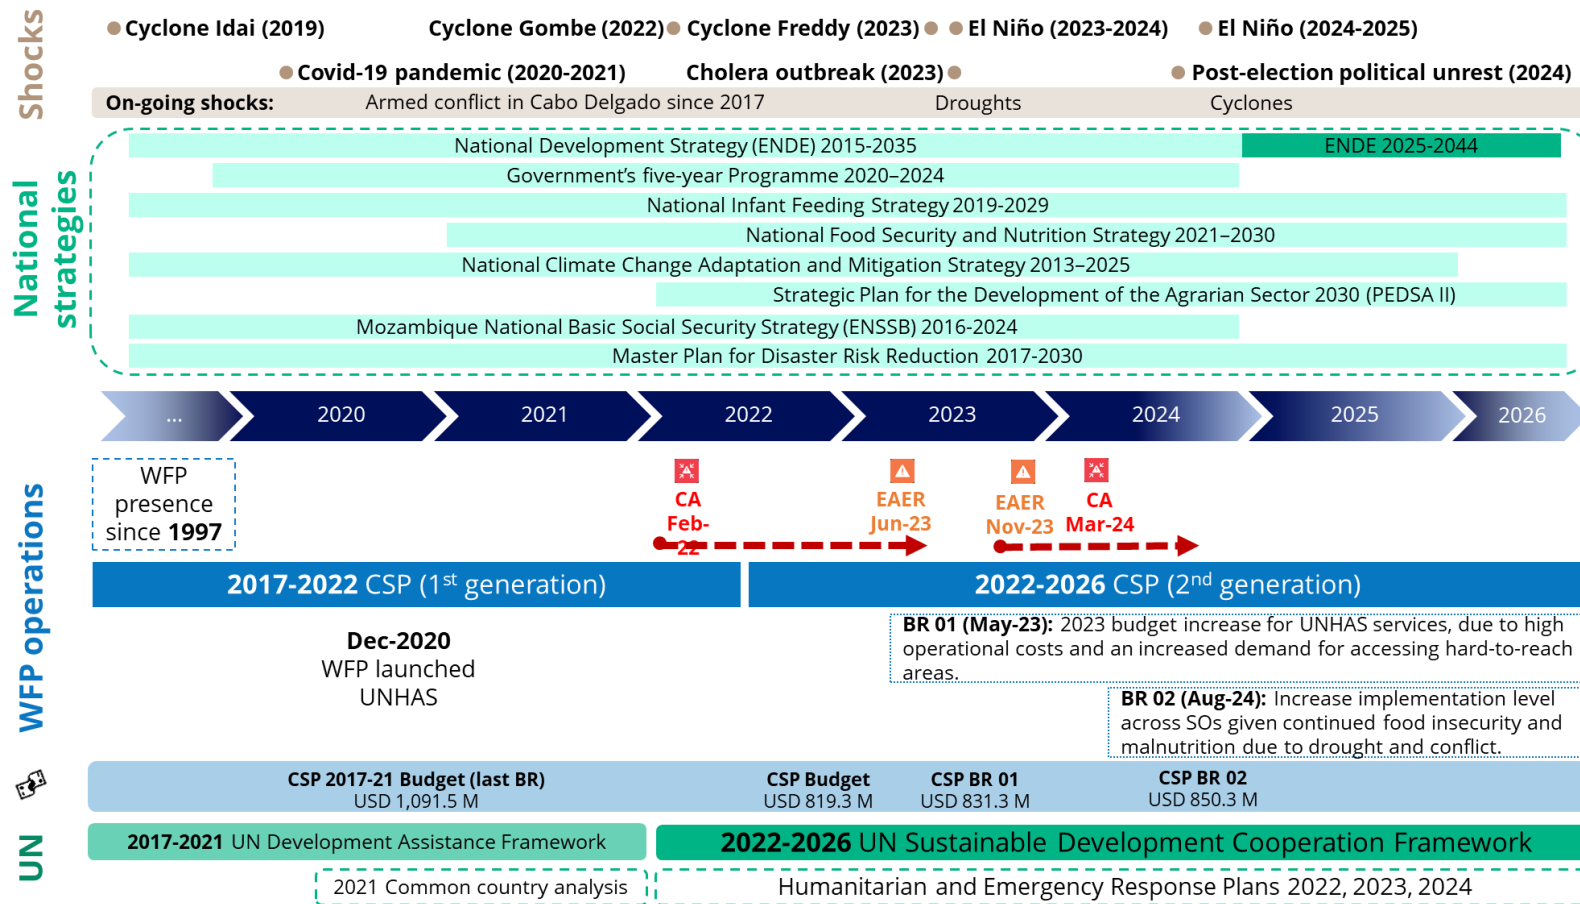 Shocks
Cyclone Idai (2019)
Cyclone Gombe (2022)
Cyclone Freddy (2023)
El Niño (2023-2024)
El Niño (2024-2025)
Covid-19 pandemic (2020-2021)
Cholera outbreak (2023)
Post-election political unrest (2024)
On-going shocks:
Armed conflict in Cabo Delgado since 2017
Droughts
Cyclones
National
strategies
National Development Strategy (ENDE) 2015-2035
ENDE 2025-2044
Government’s five-year Programme 2020–2024
National Infant Feeding Strategy 2019-2029
National Food Security and Nutrition Strategy 2021–2030
National Climate Change Adaptation and Mitigation Strategy 2013–2025
Strategic Plan for the Development of the Agrarian Sector 2030 (PEDSA II)
Mozambique National Basic Social Security Strategy (ENSSB) 2016-2024
Master Plan for Disaster Risk Reduction 2017-2030
...
2020
2021
2022
2023
2024
2025
2026
WFP operations
WFP
presence
since 1997
CA
Feb-
22
EAER
Jun-23
EAER
Nov-23
CA
Mar-24
2017-2022 CSP (1st generation)
2022-2026 CSP (2nd generation)
Dec-2020
WFP launched
UNHAS
BR 01 (May-23): 2023 budget increase for UNHAS services, due to high
operational costs and an increased demand for accessing hard-to-reach
areas.
BR 02 (Aug-24): Increase implementation level
across SOs given continued food insecurity and
malnutrition due to drought and conflict.
CSP 2017-21 Budget (last BR)
USD 1,091.5 M
CSP Budget
USD 819.3 M
CSP BR 01
USD 831.3 M
CSP BR 02
USD 850.3 M
UN
2017-2021 UN Development Assistance Framework
2022-2026 UN Sustainable Development Cooperation Framework
2021 Common country analysis
Humanitarian and Emergency Response Plans 2022, 2023, 2024